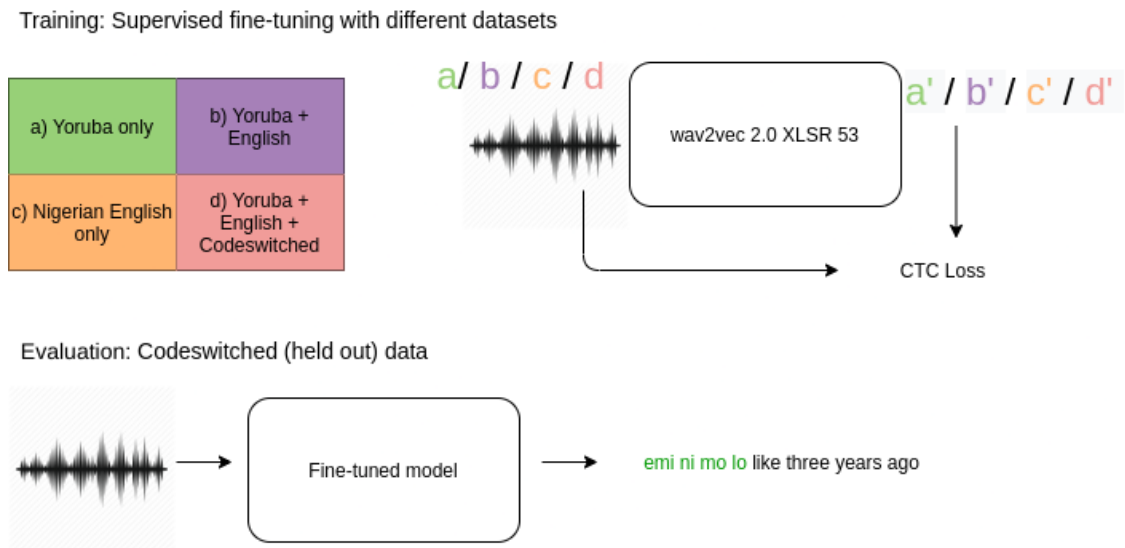 Training: Supervised fine-tuning with different datasets
a) Yoruba only
b) Yoruba +
English
c) Nigerian English
only
d) Yoruba +
English +
Codeswitched
a/ b / c / d
wav2vec 2.0 XLSR 53
a' / b' / c' / d'
CTC Loss
Evaluation: Codeswitched (held out) data
Fine-tuned model
emi ni mo lo like three years ago